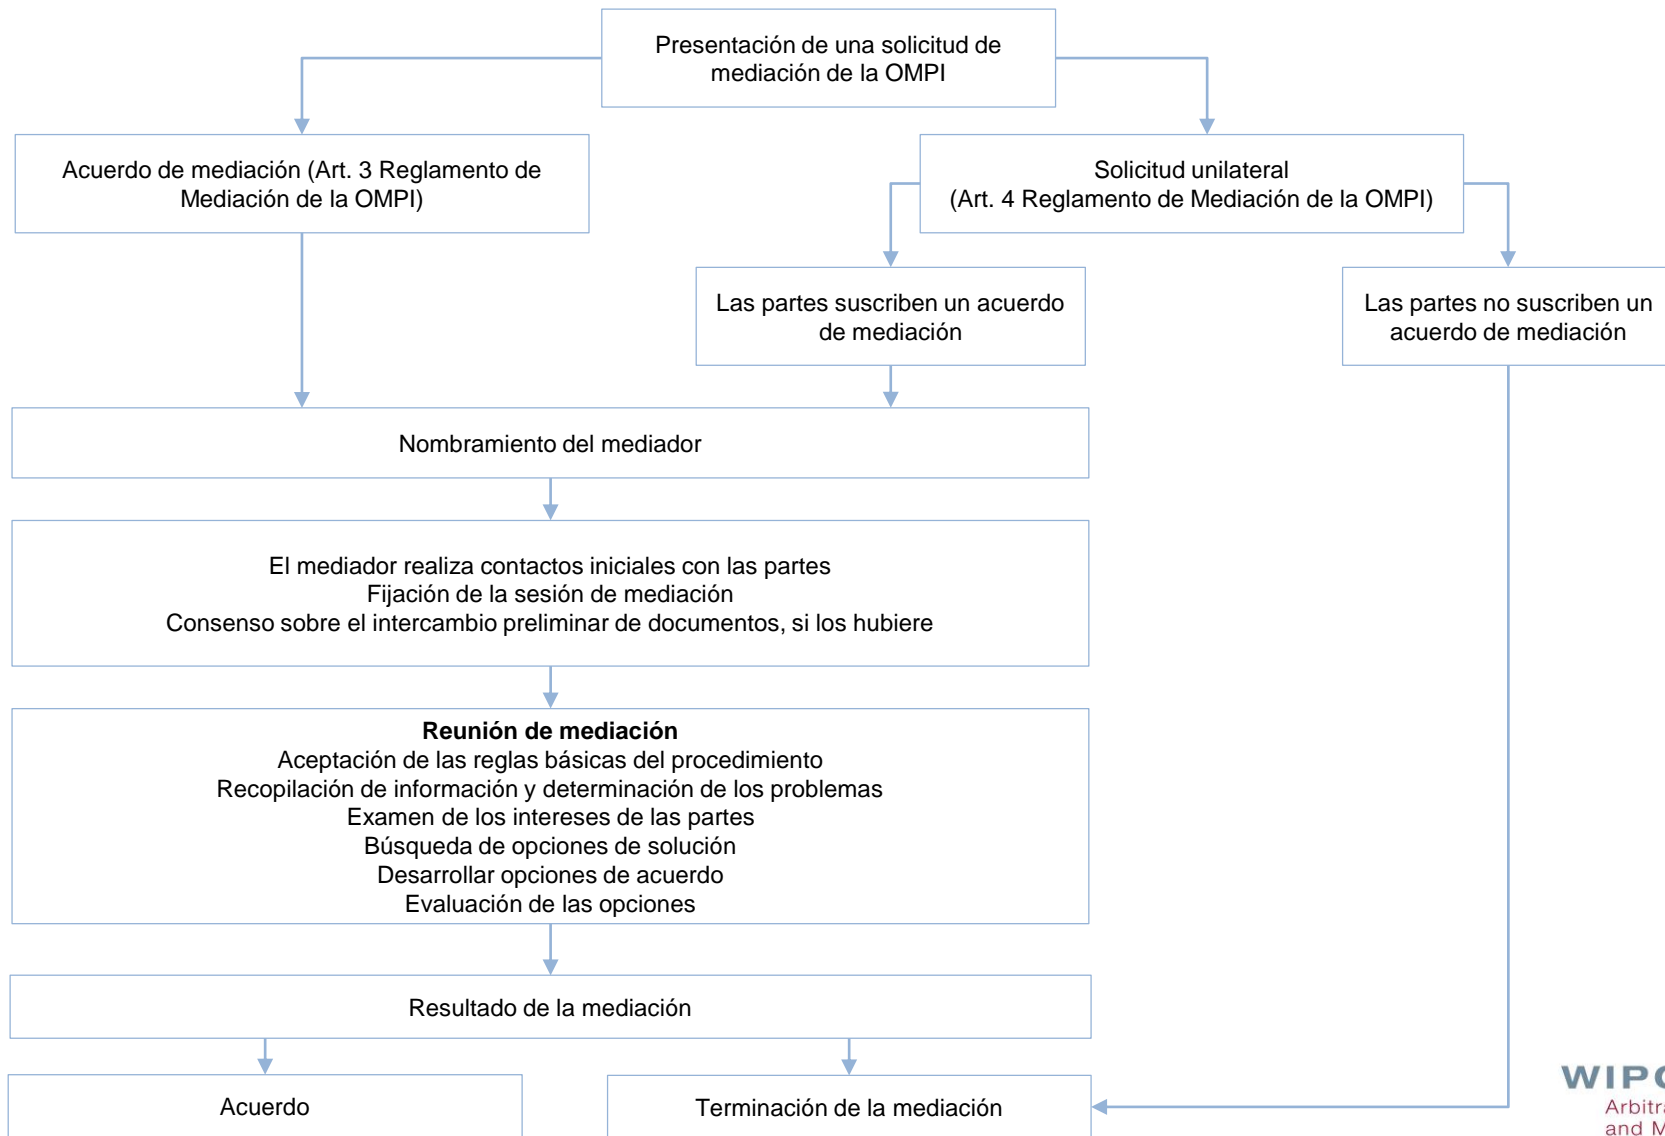 Presentación de una solicitud de
mediación de la OMPI
Acuerdo de mediación (Art. 3 Reglamento de
Mediación de la OMPI)
Solicitud unilateral
(Art. 4 Reglamento de Mediación de la OMPI)
Las partes suscriben un acuerdo
de mediación
Las partes no suscriben un
acuerdo de mediación
Nombramiento del mediador
El mediador realiza contactos iniciales con las partes
Fijación de la sesión de mediación
Consenso sobre el intercambio preliminar de documentos, si los hubiere
Reunión de mediación
Aceptación de las reglas básicas del procedimiento
Recopilación de información y determinación de los problemas
Examen de los intereses de las partes
Búsqueda de opciones de solución
Desarrollar opciones de acuerdo
Evaluación de las opciones
Resultado de la mediación
Acuerdo
Terminación de la mediación
and